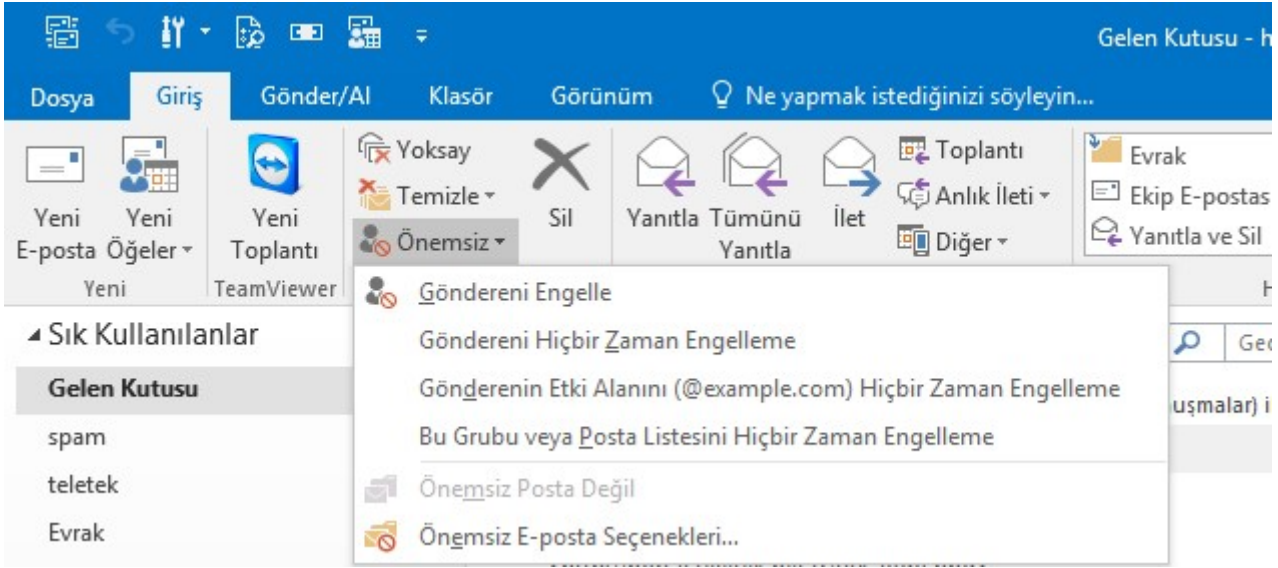 Gelen Kutusu - h
Dosya Giriş Gönder/Al Klasör Görünüm Ne yapmak istediğinizi söyleyin...
Yeni E-posta
Yeni Öğeler
Yeni
Yeni Toplantı
TeamViewer
Yoksay
Temizle
Önemsiz
Sil
Yanıtla
Tümünü Yanıtla
İlet
Toplantı
Anlık İleti
Diğer
Evrak
Ekip E-postas
Yanıtla ve Sil
H
Göndereni Engelle
Göndereni Hiçbir Zaman Engelleme
Gönderenin Etki Alanını (@example.com) Hiçbir Zaman Engelleme
Bu Grubu veya Posta Listesini Hiçbir Zaman Engelleme
Önemsiz Posta Değil
Önemsiz E-posta Seçenekleri...
Sık Kullanılanlar
Gelen Kutusu
spam
teletek
Evrak
uşmalar) i